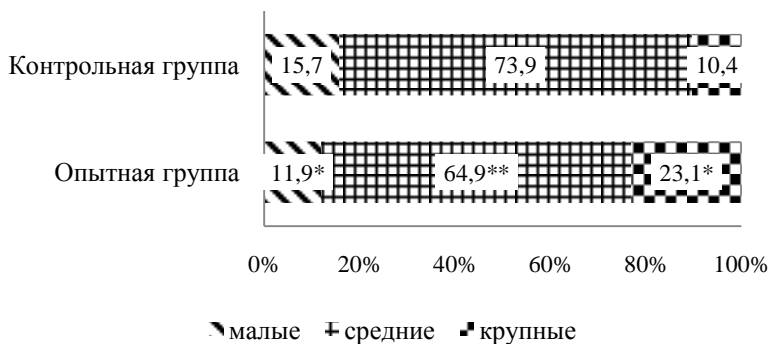 Контрольная группа 15,7 73,9 10,4
Опытная группа 11,9* 64,9** 23,1*
0% 20% 40% 60% 80% 100%
малые средние крупные